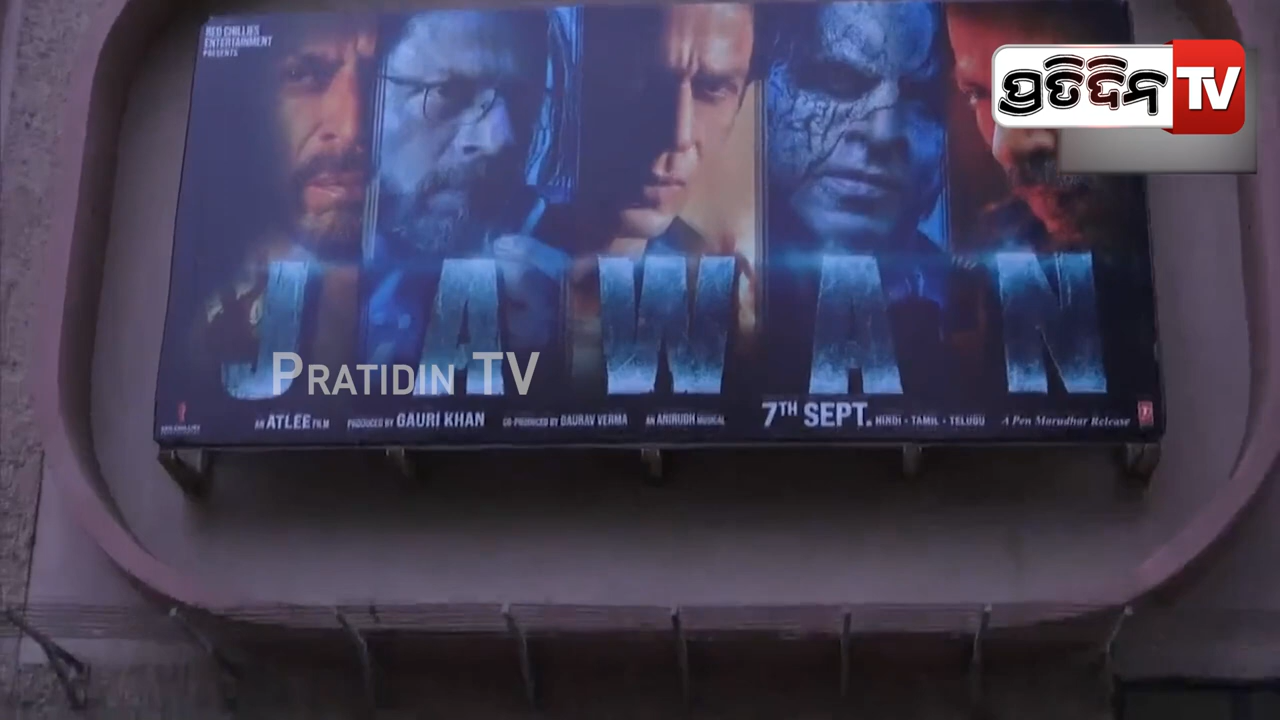 RED CHILLIES
ENTERTAINMENT
PRESENTS
ପ୍ରତିଦିନ TV
JAWAN
PRATIDIN TV
AN ATLEE FILM PRODUCED BY GAURI KHAN CO-PRODUCED BY GAURAV VERMA AN ANIRUDH MUSICAL 7TH SEPT. HINDI - TAMIL - TELUGU A Pen Marudhar Release